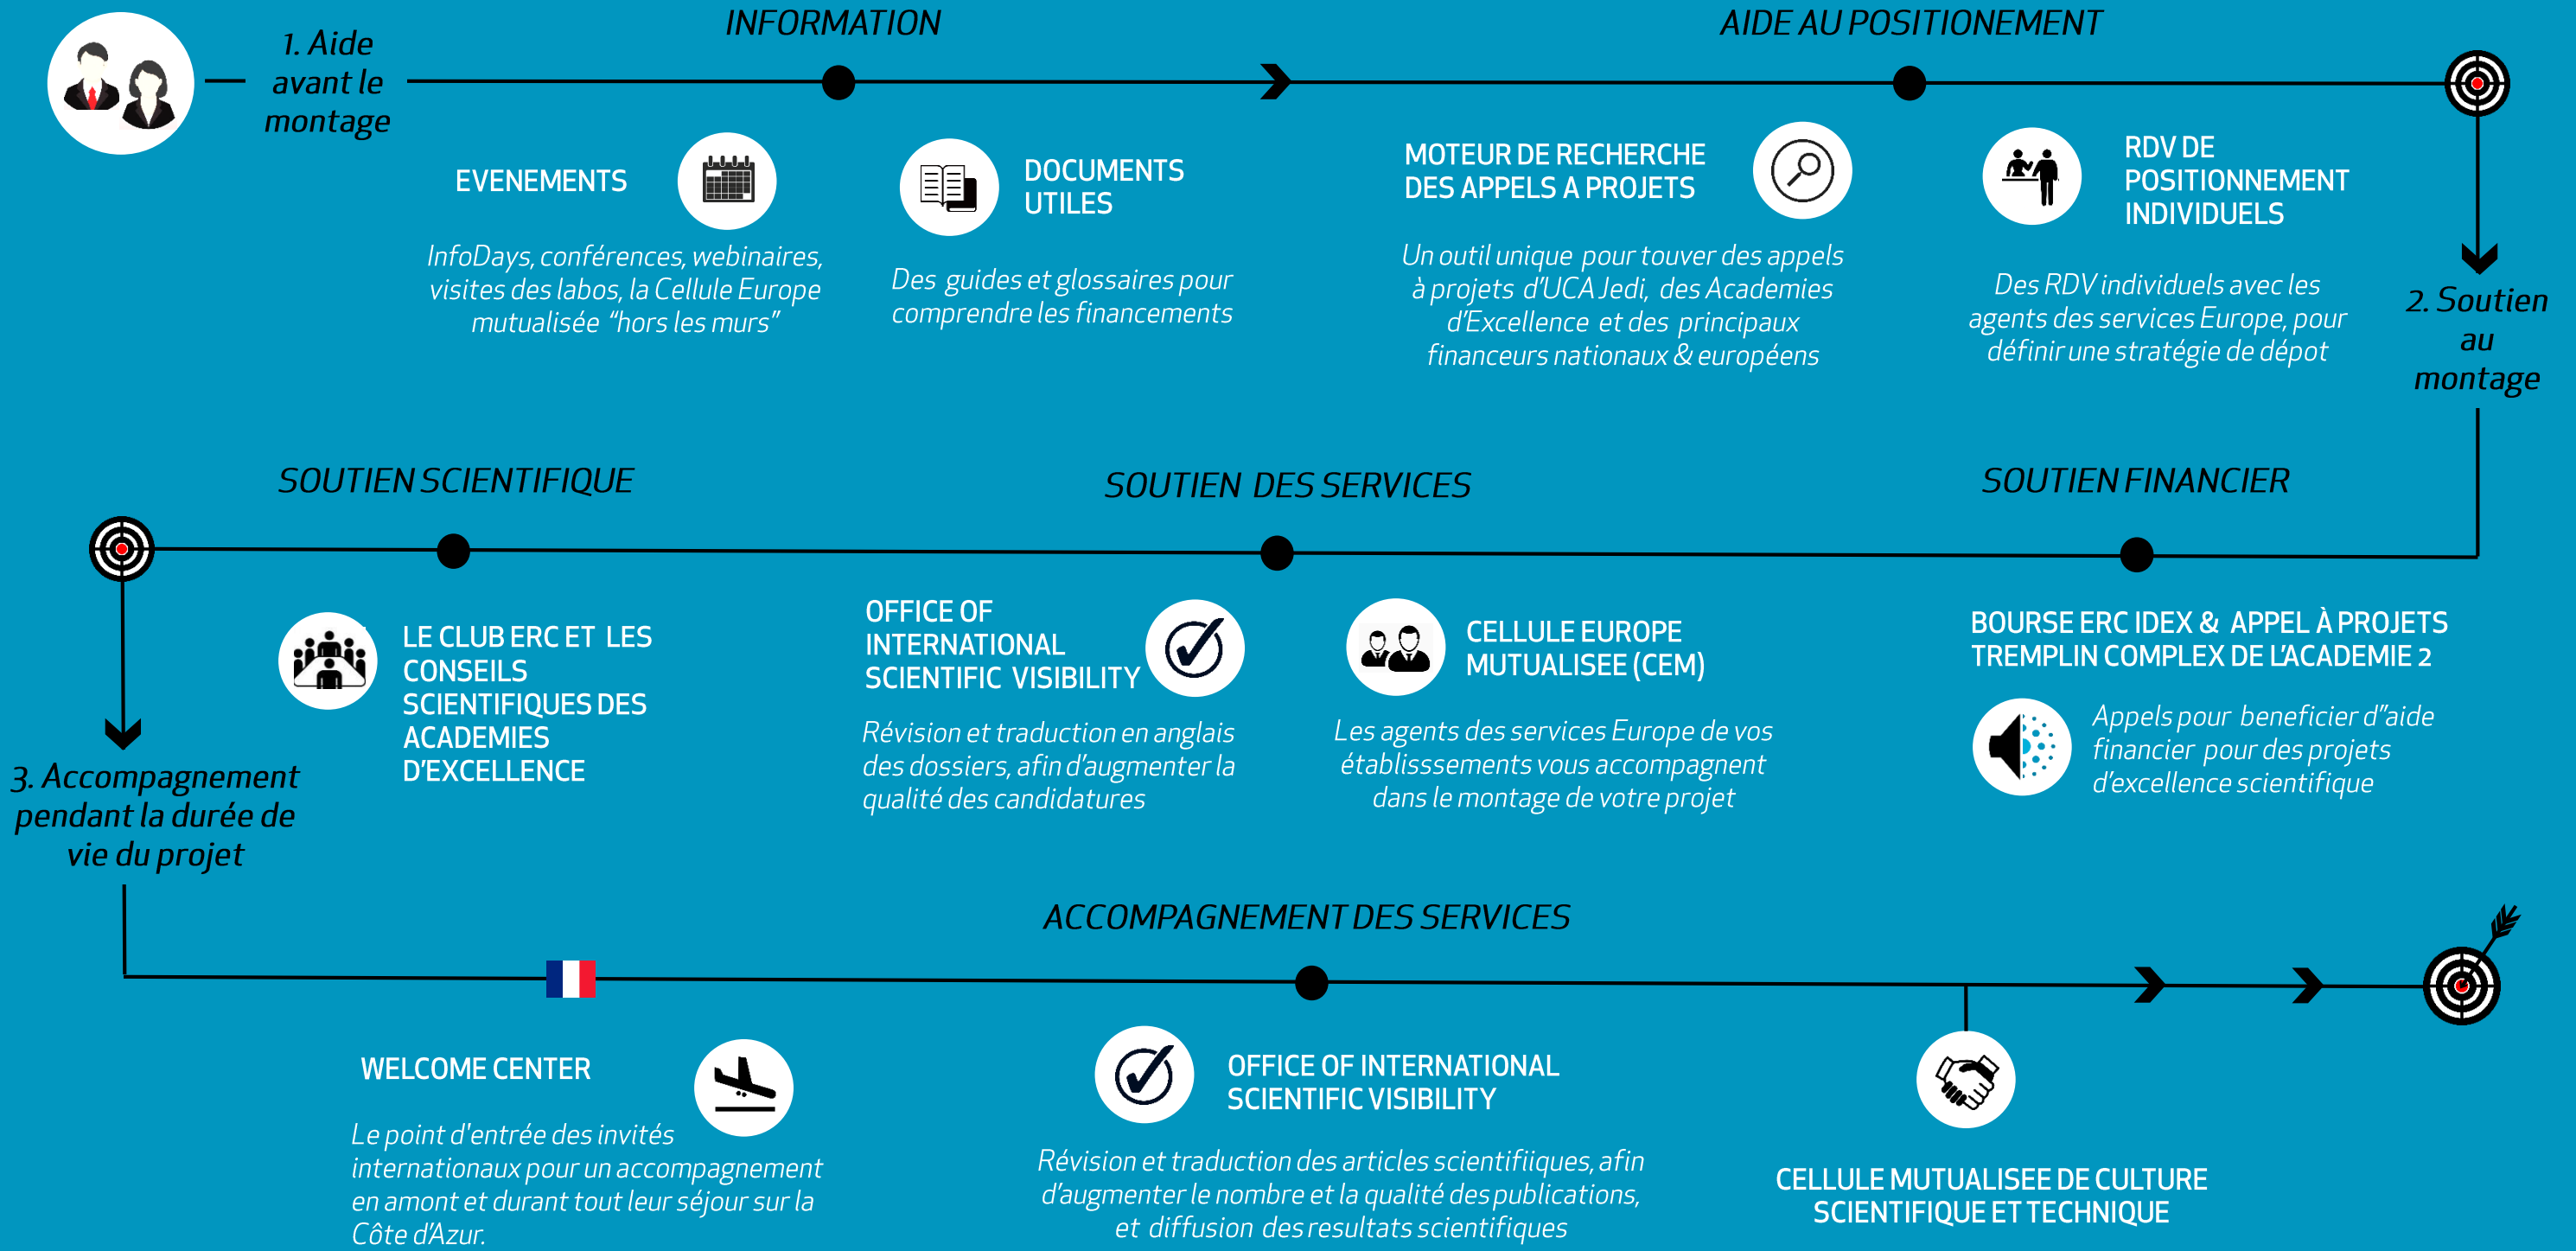 1. Aide
avant le
montage
INFORMATION
AIDE AU POSITIONEMENT
EVENEMENTS
InfoDays, conférences, webinaires,
visites des labos, la Cellule Europe
mutualisée “hors les murs”
DOCUMENTS
UTILES
Des guides et glossaires pour
comprendre les financements
MOTEUR DE RECHERCHE
DES APPELS A PROJETS
Un outil unique pour touver des appels
à projets d’UCA Jedi, des Academies
d’Excellence et des principaux
financeurs nationaux & européens
RDV DE
POSITIONNEMENT
INDIVIDUELS
Des RDV individuels avec les
agents des services Europe, pour
définir une stratégie de dépot
2. Soutien
au
montage
SOUTIEN SCIENTIFIQUE
SOUTIEN DES SERVICES
SOUTIEN FINANCIER
LE CLUB ERC ET LES
CONSEILS
SCIENTIFIQUES DES
ACADEMIES
D’EXCELLENCE
OFFICE OF
INTERNATIONAL
SCIENTIFIC VISIBILITY
Révision et traduction en anglais
des dossiers, afin d’augmenter la
qualité des candidatures
CELLULE EUROPE
MUTUALISEE (CEM)
Les agents des services Europe de vos
établisssements vous accompagnent
dans le montage de votre projet
BOURSE ERC IDEX & APPEL À PROJETS
TREMPLIN COMPLEX DE L’ACADEMIE 2
Appels pour beneficier d’’aide
financier pour des projets
d’excellence scientifique
3. Accompagnement
pendant la durée de
vie du projet
ACCOMPAGNEMENT DES SERVICES
WELCOME CENTER
Le point d'entrée des invités
internationaux pour un accompagnement
en amont et durant tout leur séjour sur la
Côte d’Azur.
OFFICE OF INTERNATIONAL
SCIENTIFIC VISIBILITY
Révision et traduction des articles scientifiiques, afin
d’augmenter le nombre et la qualité des publications,
et diffusion des resultats scientifiques
CELLULE MUTUALISEE DE CULTURE
SCIENTIFIQUE ET TECHNIQUE